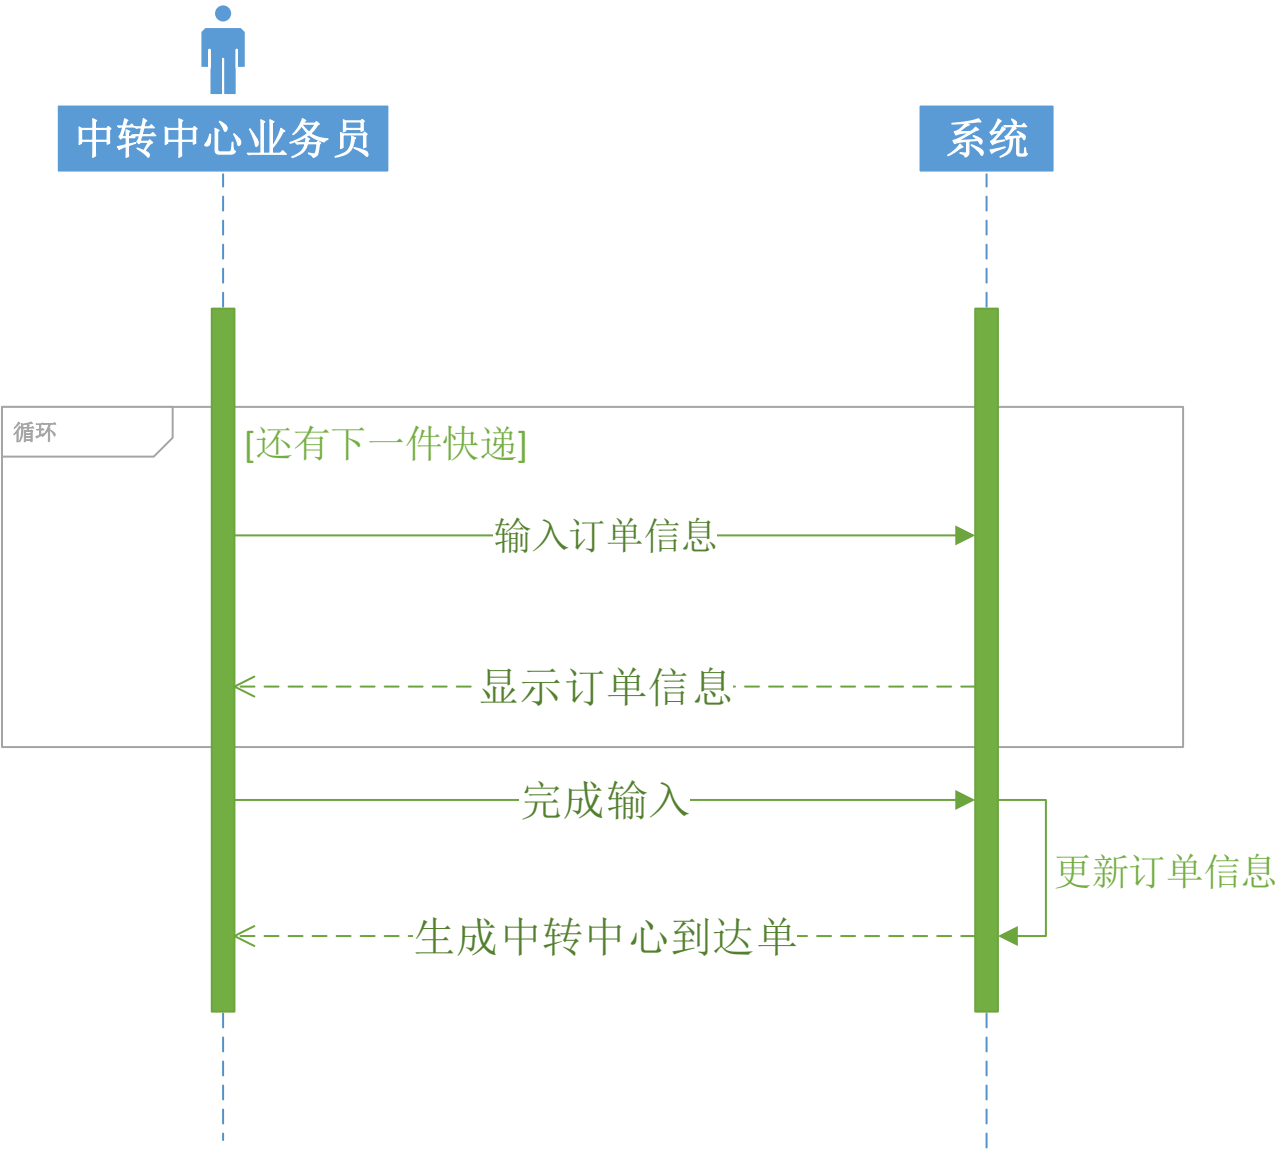 中转中心业务员
系统
循环
[还有下一件快递]
输入订单信息
显示订单信息
完成输入
更新订单信息
生成中转中心到达单